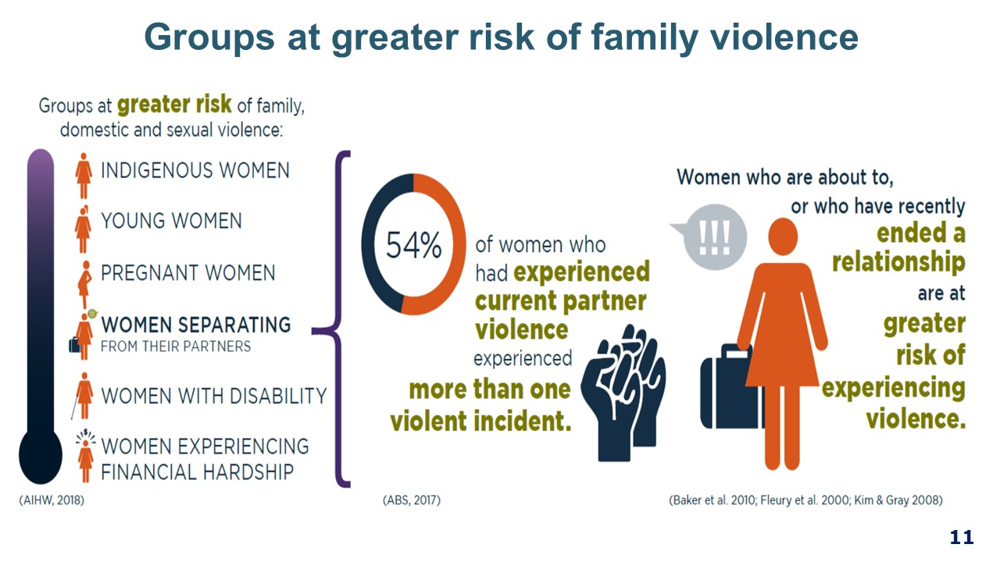 Groups at greater risk of family violence
Groups at greater risk of family,
domestic and sexual violence:
INDIGENOUS WOMEN
YOUNG WOMEN
PREGNANT WOMEN
!!!
WOMEN SEPARATING
FROM THEIR PARTNERS
WOMEN WITH DISABILITY
$
WOMEN EXPERIENCING
FINANCIAL HARDSHIP
(AIHW, 2018)
54%
of women who
had experienced
current partner
violence
experienced
more than one
violent incident.
(ABS, 2017)
Women who are about to,
or who have recently
!!!
ended a
relationship
are at
greater
risk of
experiencing
violence.
(Baker et al. 2010; Fleury et al. 2000; Kim & Gray 2008)
11